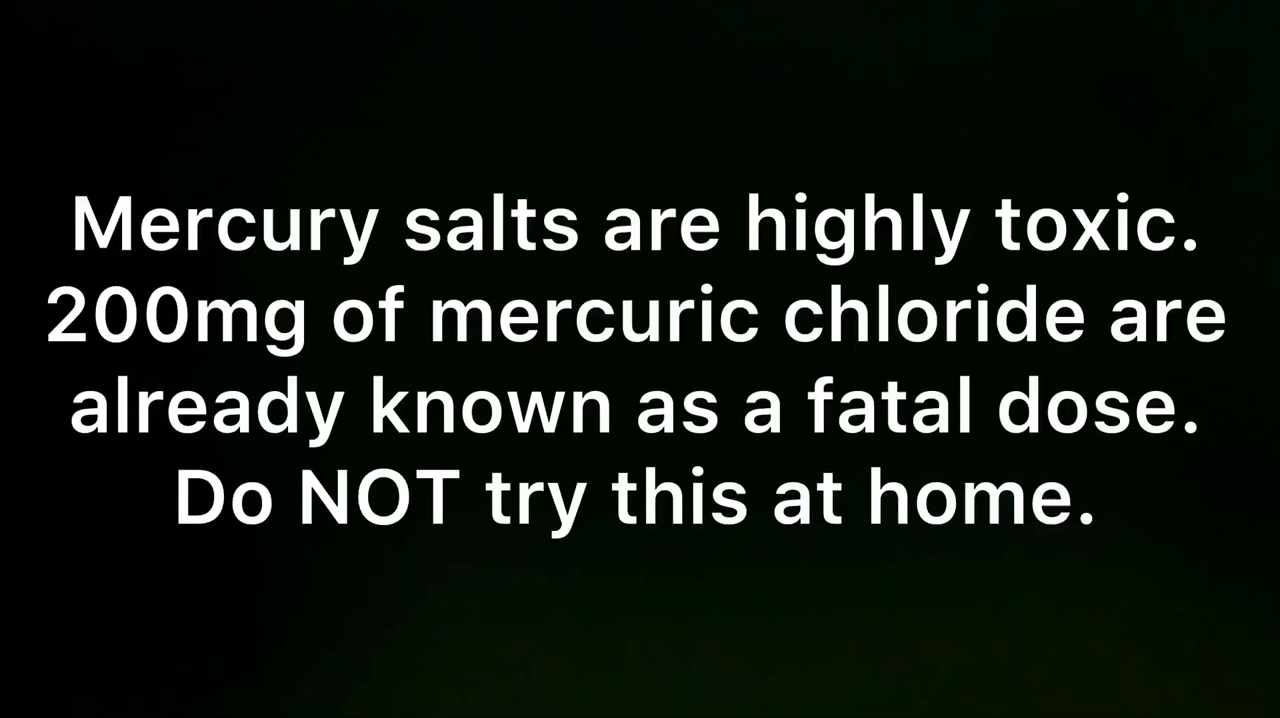 Mercury salts are highly toxic.
200mg of mercuric chloride are
already known as a fatal dose.
Do NOT try this at home.